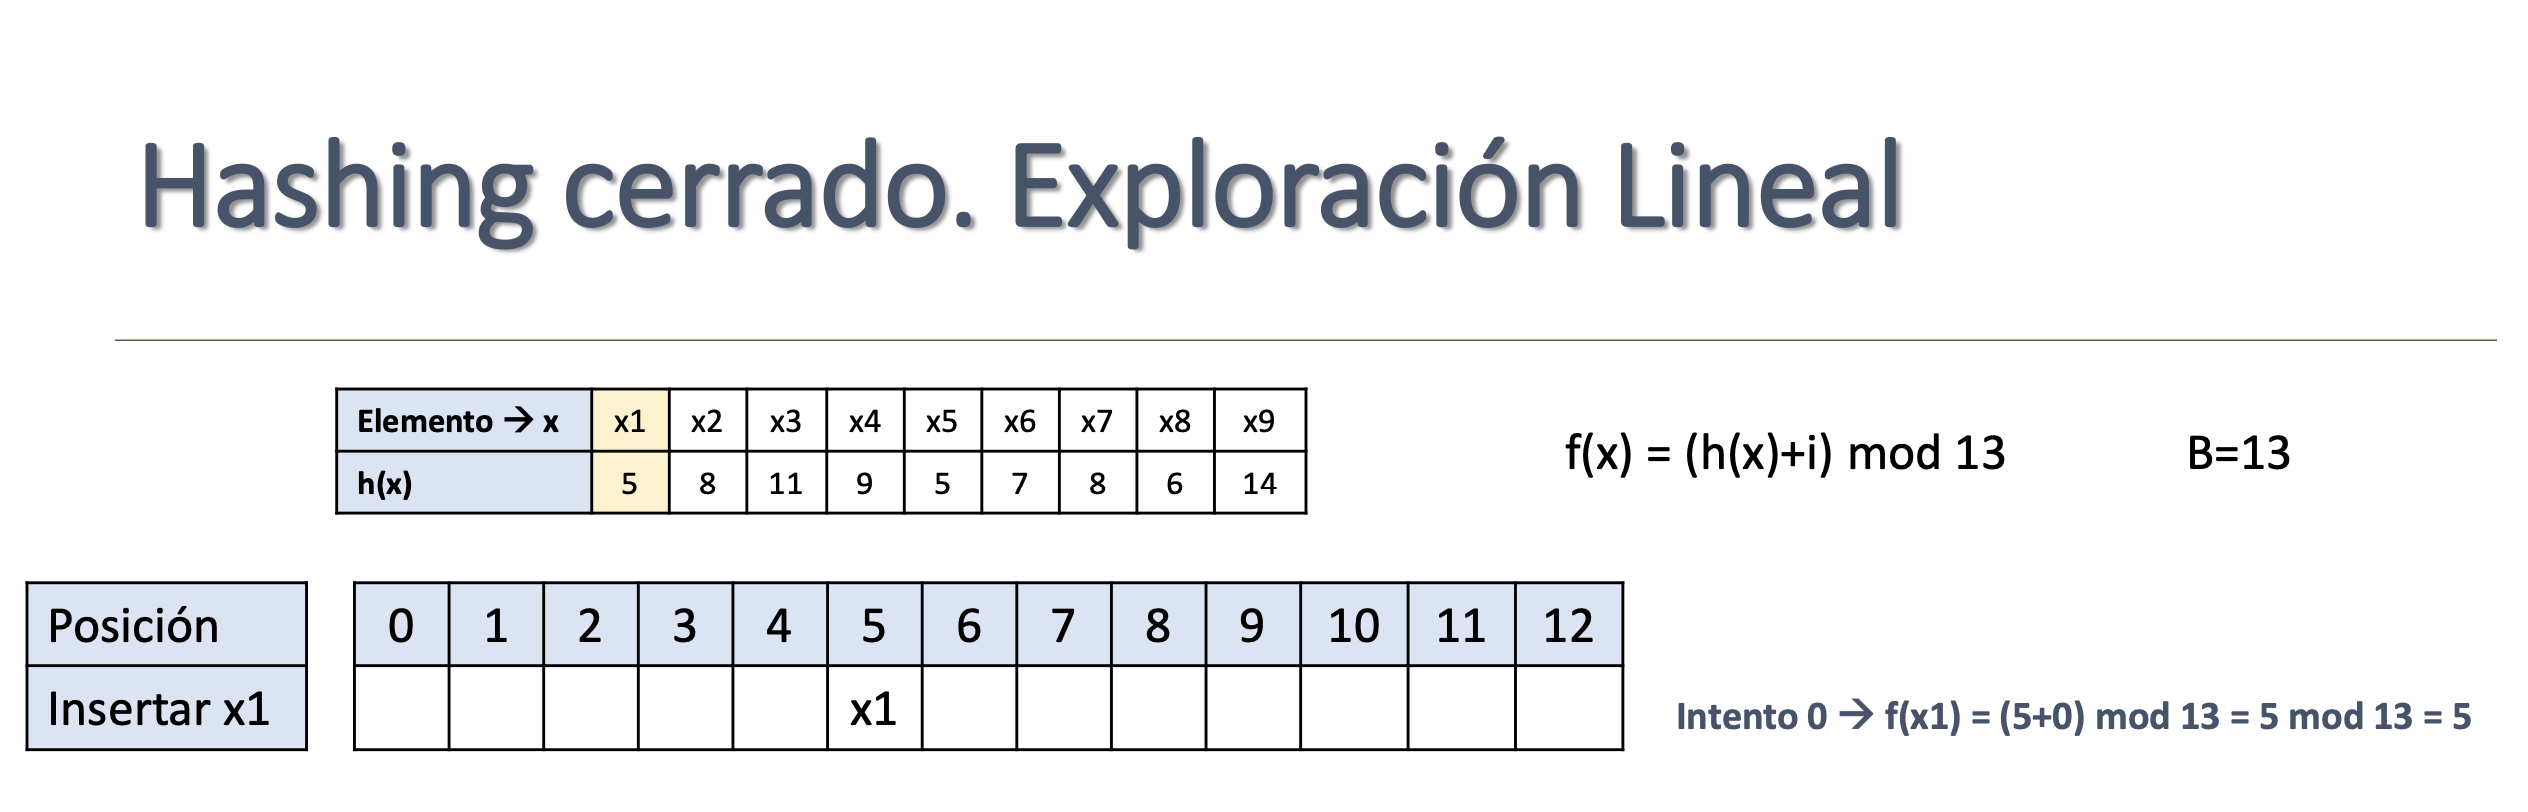 Hashing cerrado. Exploración Lineal
Elemento → x x1 x2 x3 x4 x5 x6 x7 x8 x9
h(x) 5 8 11 9 5 7 8 6 14
f(x) = (h(x)+i) mod 13 B=13
Posición 0 1 2 3 4 5 6 7 8 9 10 11 12
Insertar x1 x1
Intento 0 → f(x1) = (5+0) mod 13 = 5 mod 13 = 5